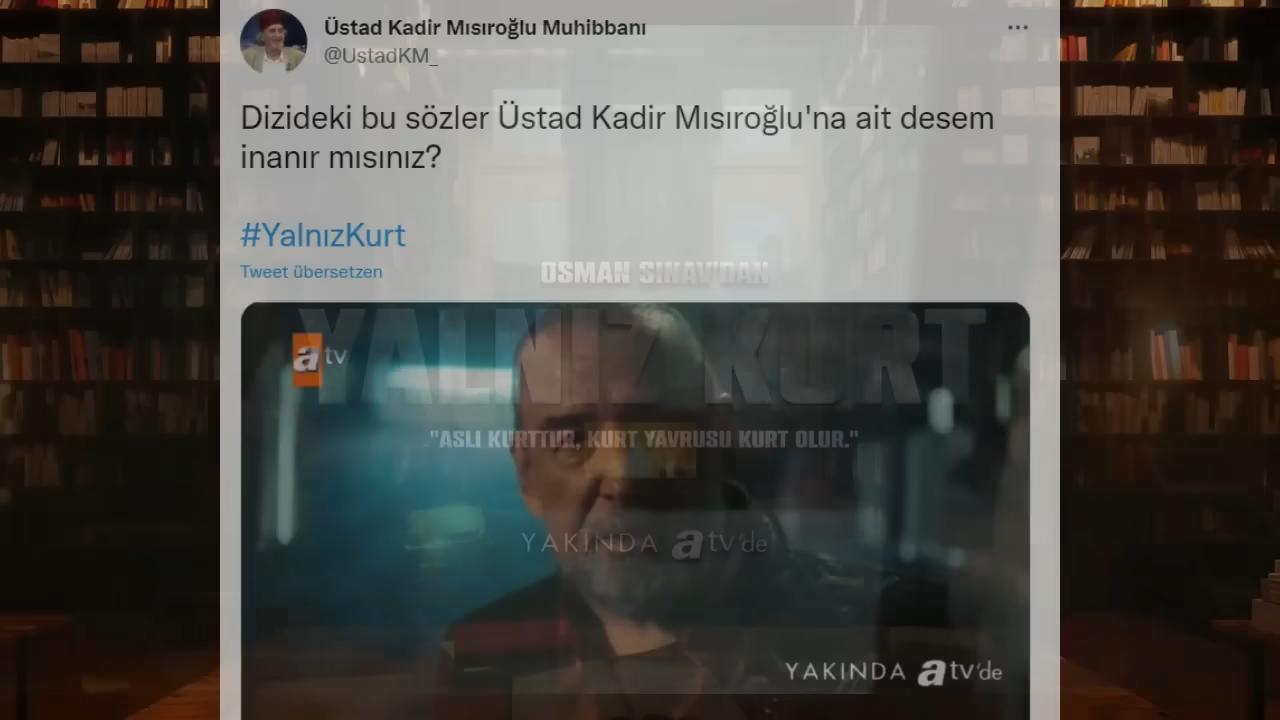 Üstad Kadir Mısıroğlu Muhibbanı
@UstadKM_
Dizideki bu sözler Üstad Kadir Mısıroğlu'na ait desem
inanır mısınız?
#YalnızKurt
Tweet übersetzen
OSMAN SINAV'DAN
YALNIZ KURT
atv
"ASLI KURTTUR, KURT YAVRUSU KURT OLUR."
YAKINDA atv'de
YAKINDA atv'de